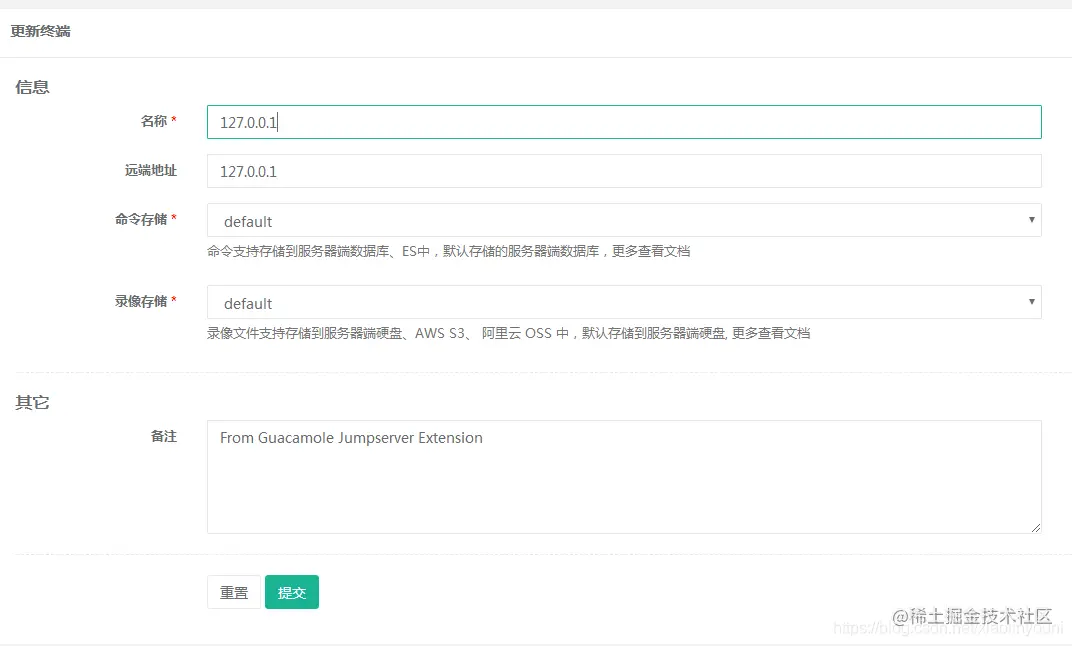 更新终端
信息
名称 *
127.0.0.1
远端地址
127.0.0.1
命令存储 *
default
命令支持存储到服务器端数据库、ES中，默认存储的服务器端数据库，更多查看文档
录像存储 *
default
录像文件支持存储到服务器端硬盘、AWS S3、 阿里云 OSS 中，默认存储到服务器端硬盘, 更多查看文档
其它
备注
From Guacamole Jumpserver Extension
重置 提交
@稀土掘金技术社区